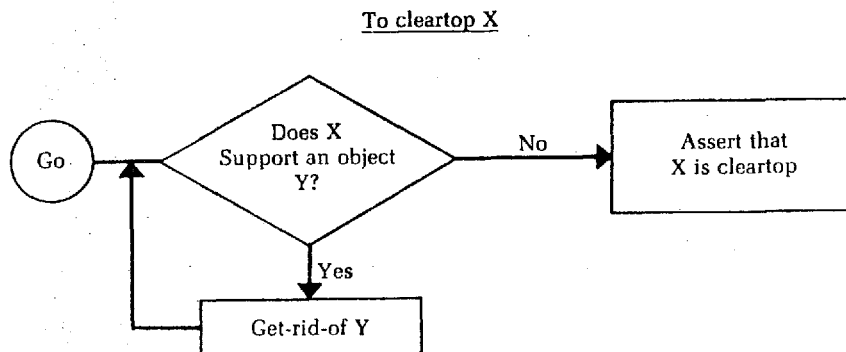 To cleartop X
Go
Does X
Support an object
Y?
No
Assert that
X is cleartop
Yes
Get-rid-of Y